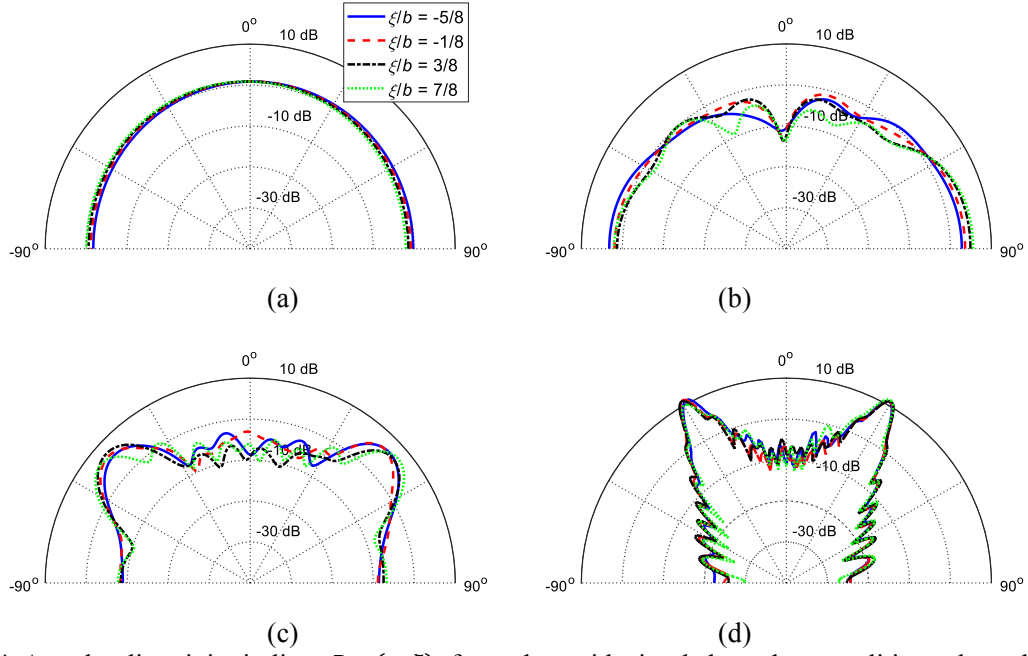 0°
10 dB
ξ/b = -5/8
ξ/b = -1/8
ξ/b = 3/8
ξ/b = 7/8
-10 dB
-30 dB
-90°
90°
(a)
0°
10 dB
-10 dB
-30 dB
-90°
90°
(b)
0°
10 dB
-10 dB
-30 dB
-90°
90°
(c)
0°
10 dB
-10 dB
-30 dB
-90°
90°
(d)